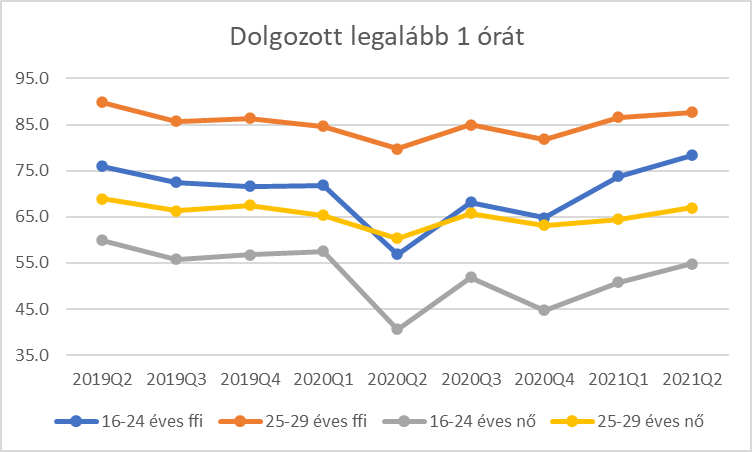 Dolgozott legalább 1 órát
95.0
85.0
75.0
65.0
55.0
45.0
35.0
2019Q2 2019Q3 2019Q4 2020Q1 2020Q2 2020Q3 2020Q4 2021Q1 2021Q2
16-24 éves ffi 25-29 éves ffi 16-24 éves nő 25-29 éves nő